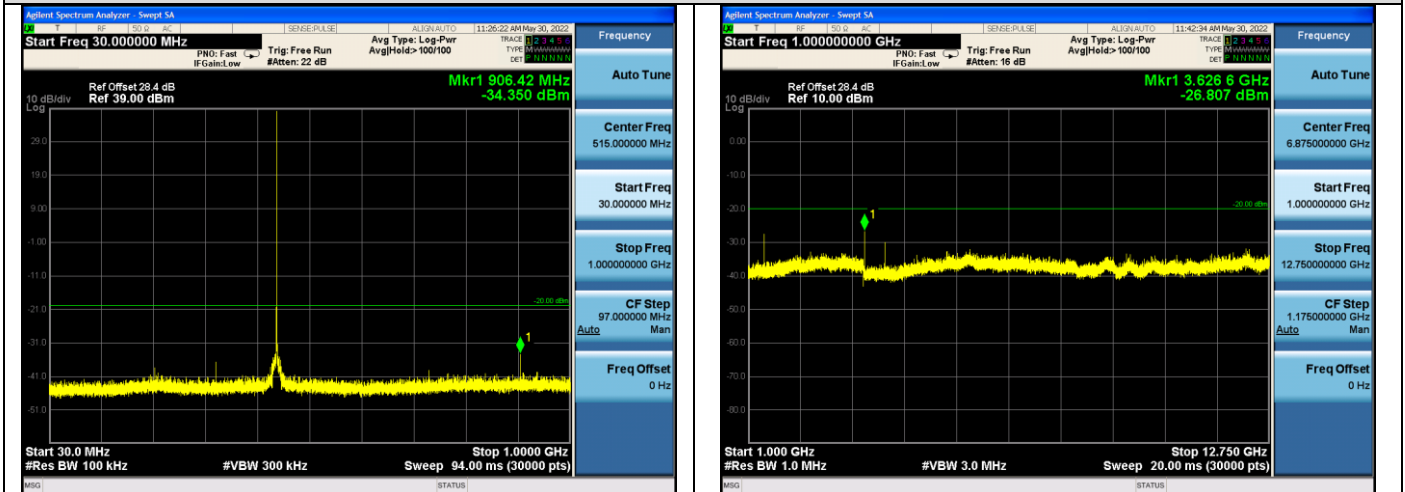 Agilent Spectrum Analyzer - Swept SA
T RF 50 Ω AC SENSE:PULSE ALIGN AUTO 11:26:22 AM May 30, 2022
Start Freq 30.000000 MHz
PNO: Fast
IFGain:Low
Trig: Free Run
#Atten: 22 dB
Avg Type: Log-Pwr
Avg|Hold:> 100/100
TRACE 1 2 3 4 5 6
TYPE
DET P N N N N N
Mkr1 906.42 MHz
-34.350 dBm
Ref Offset 28.4 dB
10 dB/div Ref 39.00 dBm
Log
29.0
19.0
9.00
-1.00
-11.0
-20.00 dBm
-21.0
-31.0
1
-41.0
-51.0
Start 30.0 MHz Stop 1.0000 GHz
#Res BW 100 kHz #VBW 300 kHz Sweep 94.00 ms (30000 pts)
MSG STATUS
Frequency
Auto Tune
Center Freq
515.000000 MHz
Start Freq
30.000000 MHz
Stop Freq
1.000000000 GHz
CF Step
97.000000 MHz
Auto Man
Freq Offset
0 Hz
Agilent Spectrum Analyzer - Swept SA
T RF 50 Ω AC SENSE:PULSE ALIGN AUTO 11:42:34 AM May 30, 2022
Start Freq 1.000000000 GHz
PNO: Fast
IFGain:Low
Trig: Free Run
#Atten: 16 dB
Avg Type: Log-Pwr
Avg|Hold:> 100/100
TRACE 1 2 3 4 5 6
TYPE
DET P N N N N N
Mkr1 3.626 6 GHz
-26.807 dBm
Ref Offset 28.4 dB
10 dB/div Ref 10.00 dBm
Log
0.00
-10.0
-20.0
-20.00 dBm
1
-30.0
-40.0
-50.0
-60.0
-70.0
-80.0
Start 1.000 GHz Stop 12.750 GHz
#Res BW 1.0 MHz #VBW 3.0 MHz Sweep 20.00 ms (30000 pts)
MSG STATUS
Frequency
Auto Tune
Center Freq
6.875000000 GHz
Start Freq
1.000000000 GHz
Stop Freq
12.750000000 GHz
CF Step
1.175000000 GHz
Auto Man
Freq Offset
0 Hz